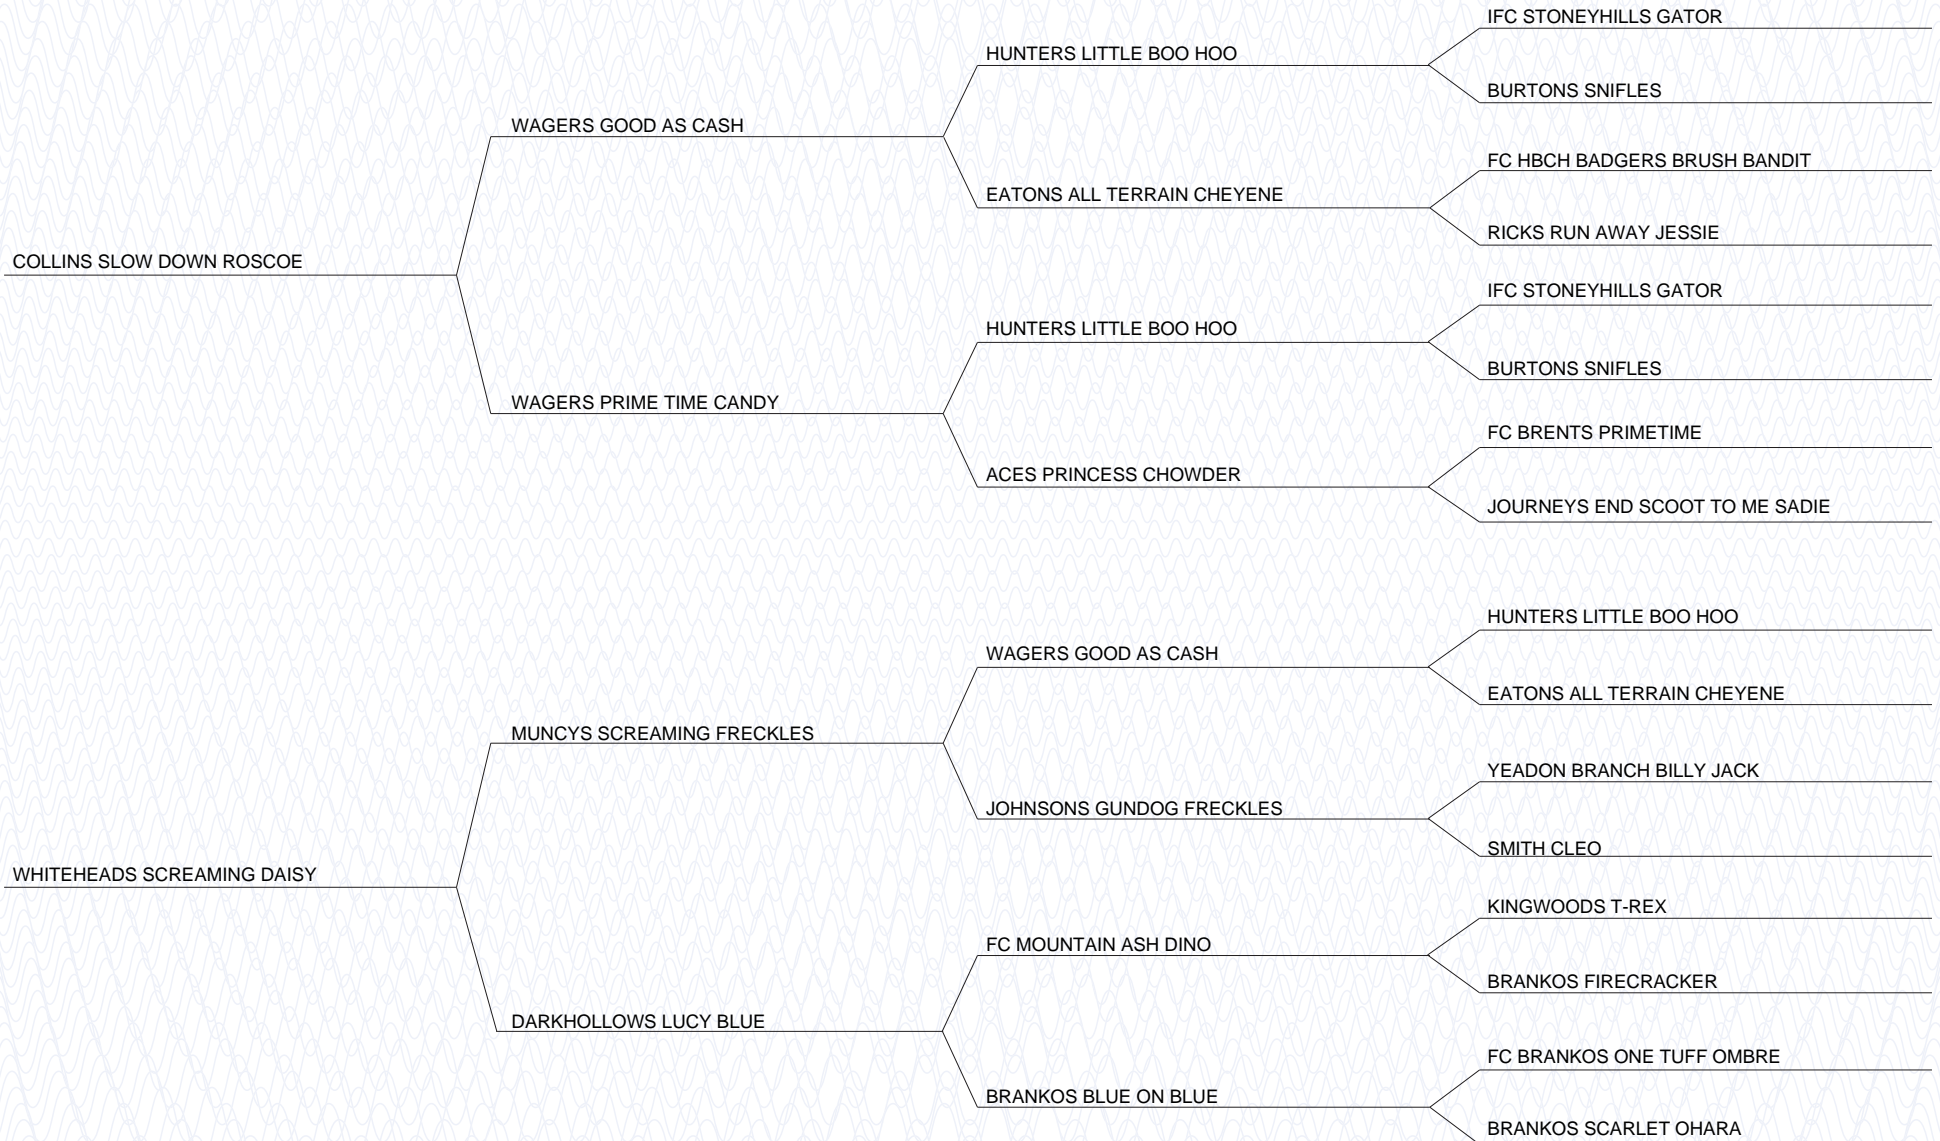 IFC STONEYHILLS GATOR
HUNTERS LITTLE BOO HOO
BURTONS SNIFLES
WAGERS GOOD AS CASH
FC HBCH BADGERS BRUSH BANDIT
EATONS ALL TERRAIN CHEYENE
RICKS RUN AWAY JESSIE
COLLINS SLOW DOWN ROSCOE
IFC STONEYHILLS GATOR
HUNTERS LITTLE BOO HOO
BURTONS SNIFLES
WAGERS PRIME TIME CANDY
FC BRENTS PRIMETIME
ACES PRINCESS CHOWDER
JOURNEYS END SCOOT TO ME SADIE
HUNTERS LITTLE BOO HOO
WAGERS GOOD AS CASH
EATONS ALL TERRAIN CHEYENE
MUNCYS SCREAMING FRECKLES
YEADON BRANCH BILLY JACK
JOHNSONS GUNDOG FRECKLES
SMITH CLEO
WHITEHEADS SCREAMING DAISY
KINGWOODS T-REX
FC MOUNTAIN ASH DINO
BRANKOS FIRECRACKER
DARKHOLLOWS LUCY BLUE
FC BRANKOS ONE TUFF OMBRE
BRANKOS BLUE ON BLUE
BRANKOS SCARLET OHARA